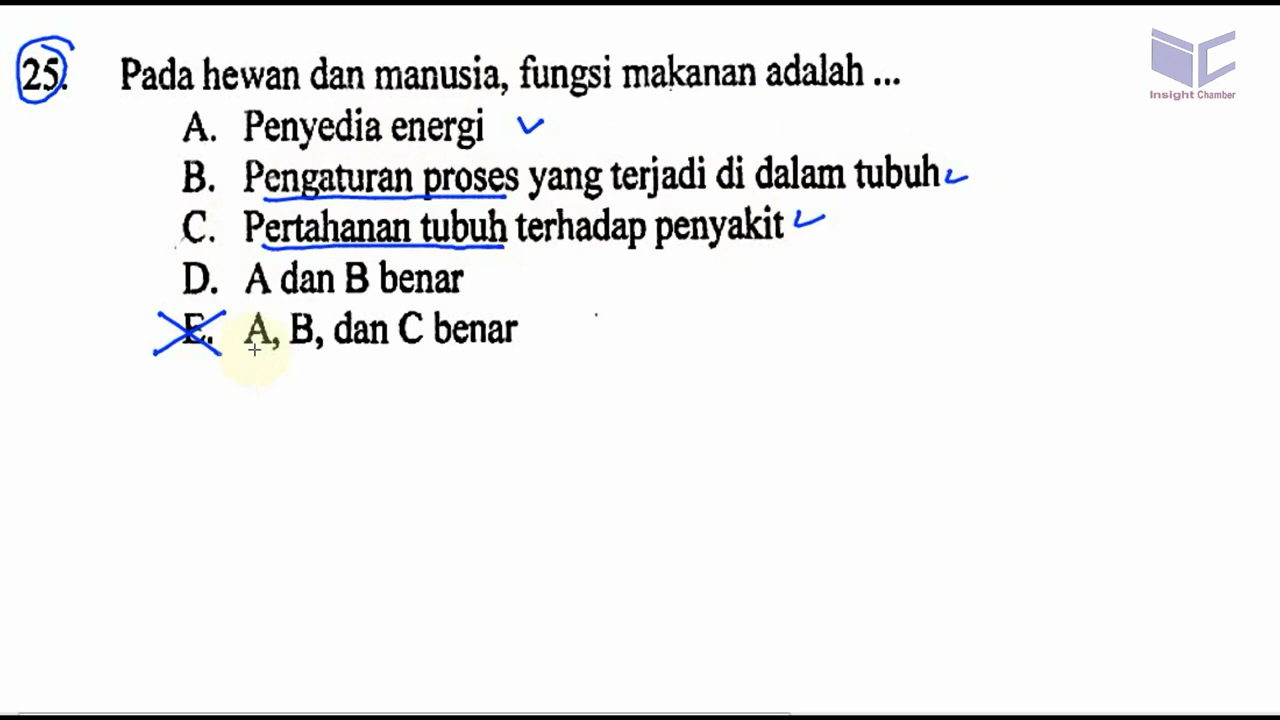 Insight Chamber
25. Pada hewan dan manusia, fungsi makanan adalah ...
A. Penyedia energi
B. Pengaturan proses yang terjadi di dalam tubuh
C. Pertahanan tubuh terhadap penyakit
D. A dan B benar
E. A, B, dan C benar